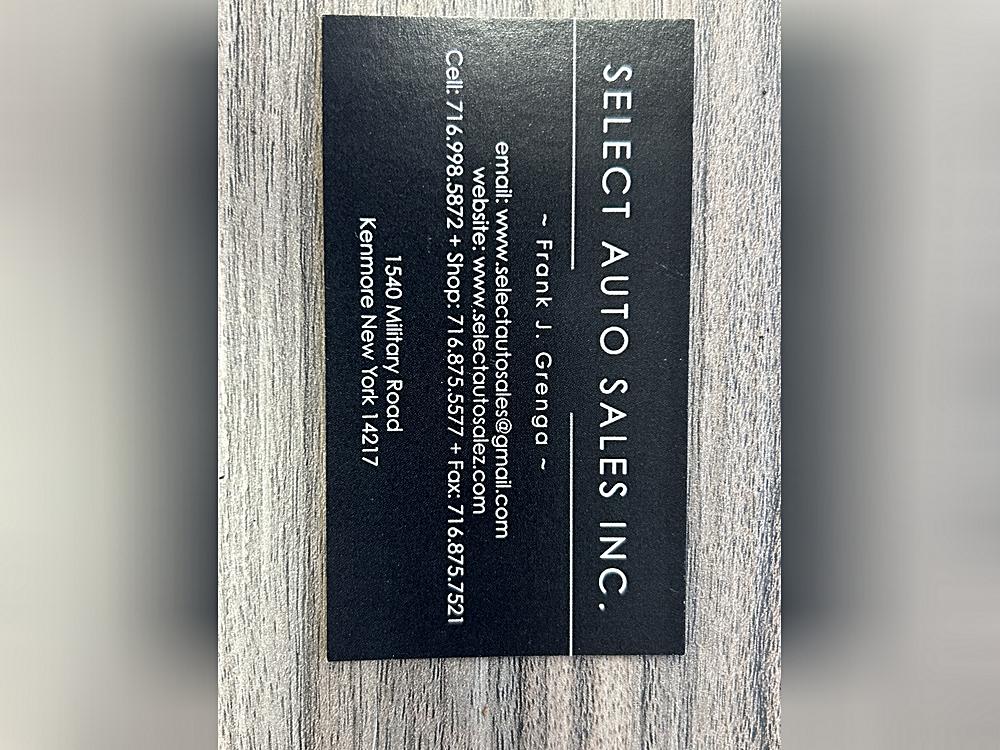 SELECT AUTO SALES INC.
~ Frank J. Grenga ~
email: www.selectautosales@gmail.com
website: www.selectautosalez.com
Cell: 716.998.5872 + Shop: 716.875.5577 + Fax: 716.875.7521
1540 Military Road
Kenmore New York 14217